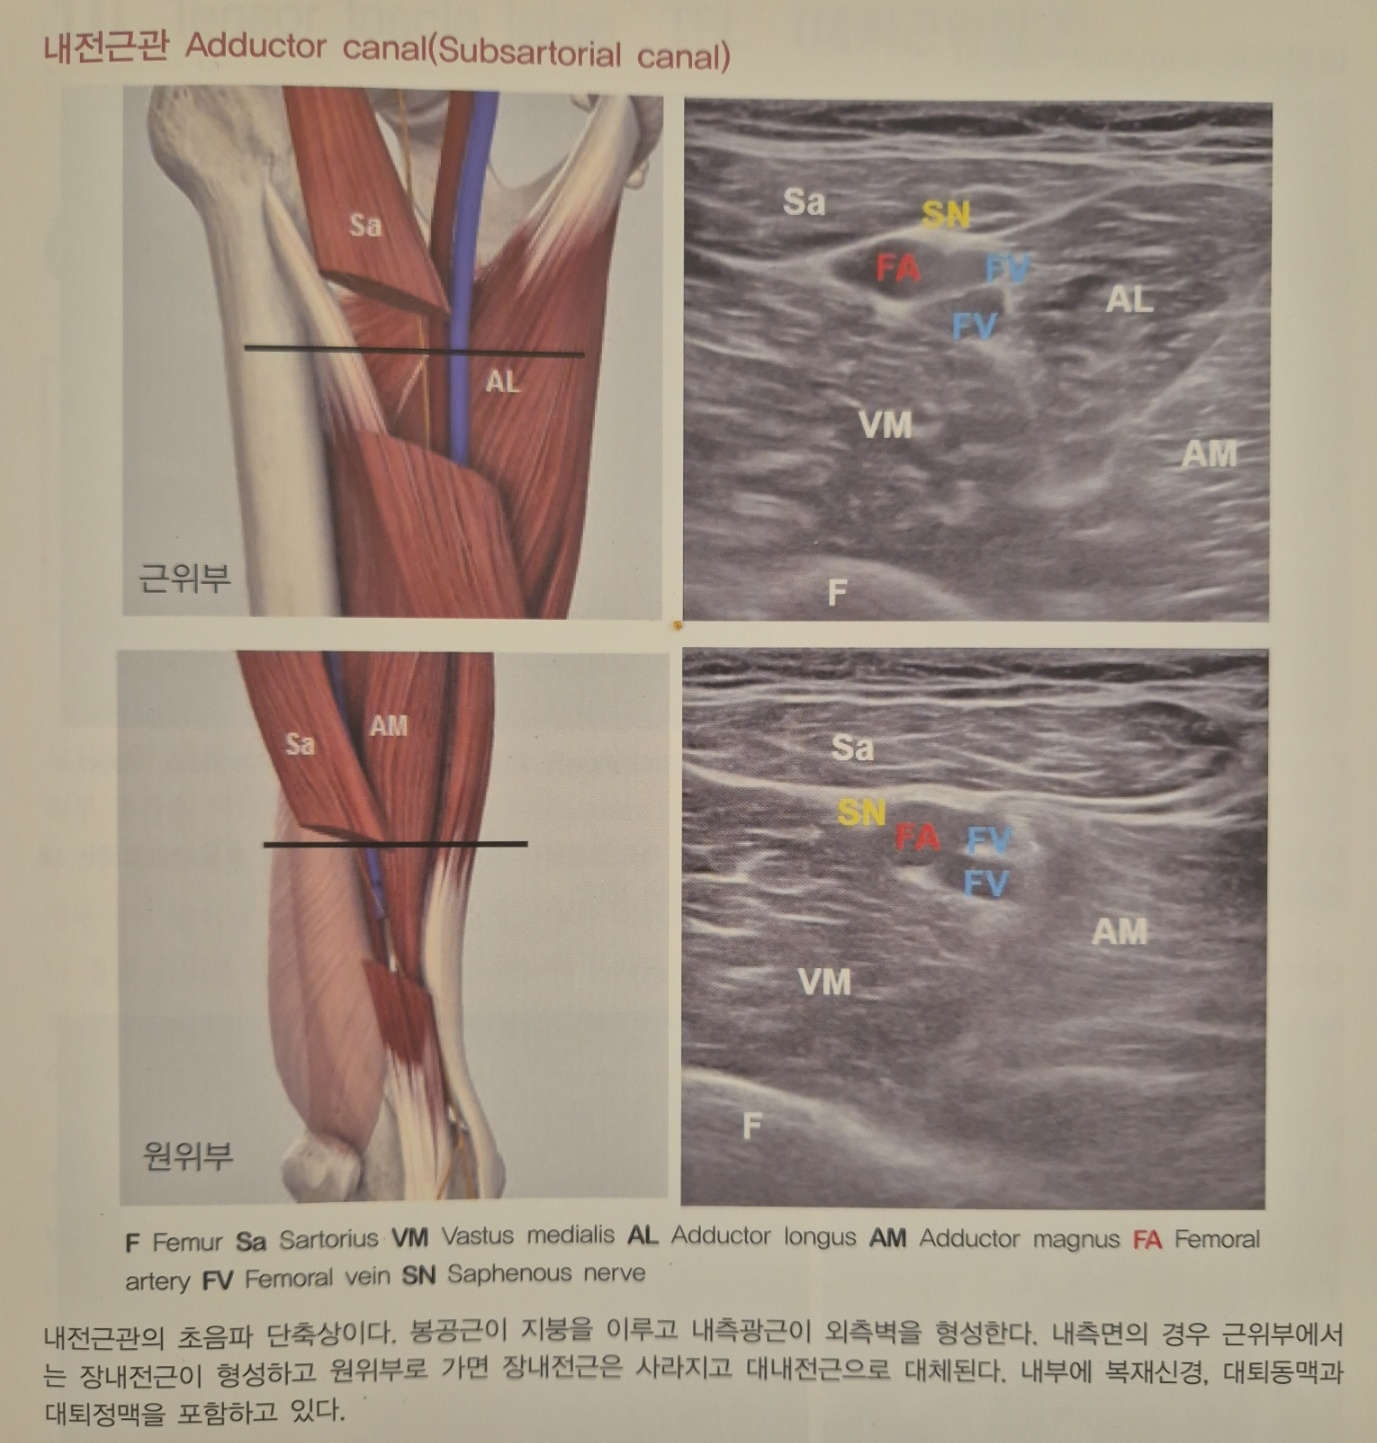 내전근관 Adductor canal(Subsartorial canal)
Sa
AL
근위부
Sa
SN
FA
FV
AL
FV
VM
AM
F
Sa
AM
원위부
Sa
SN
FA
FV
FV
AM
VM
F
F Femur Sa Sartorius VM Vastus medialis AL Adductor longus AM Adductor magnus FA Femoral
artery FV Femoral vein SN Saphenous nerve
내전근관의 초음파 단축상이다. 봉공근이 지붕을 이루고 내측광근이 외측벽을 형성한다. 내측면의 경우 근위부에서
는 장내전근이 형성하고 원위부로 가면 장내전근은 사라지고 대내전근으로 대체된다. 내부에 복재신경, 대퇴동맥과
대퇴정맥을 포함하고 있다.